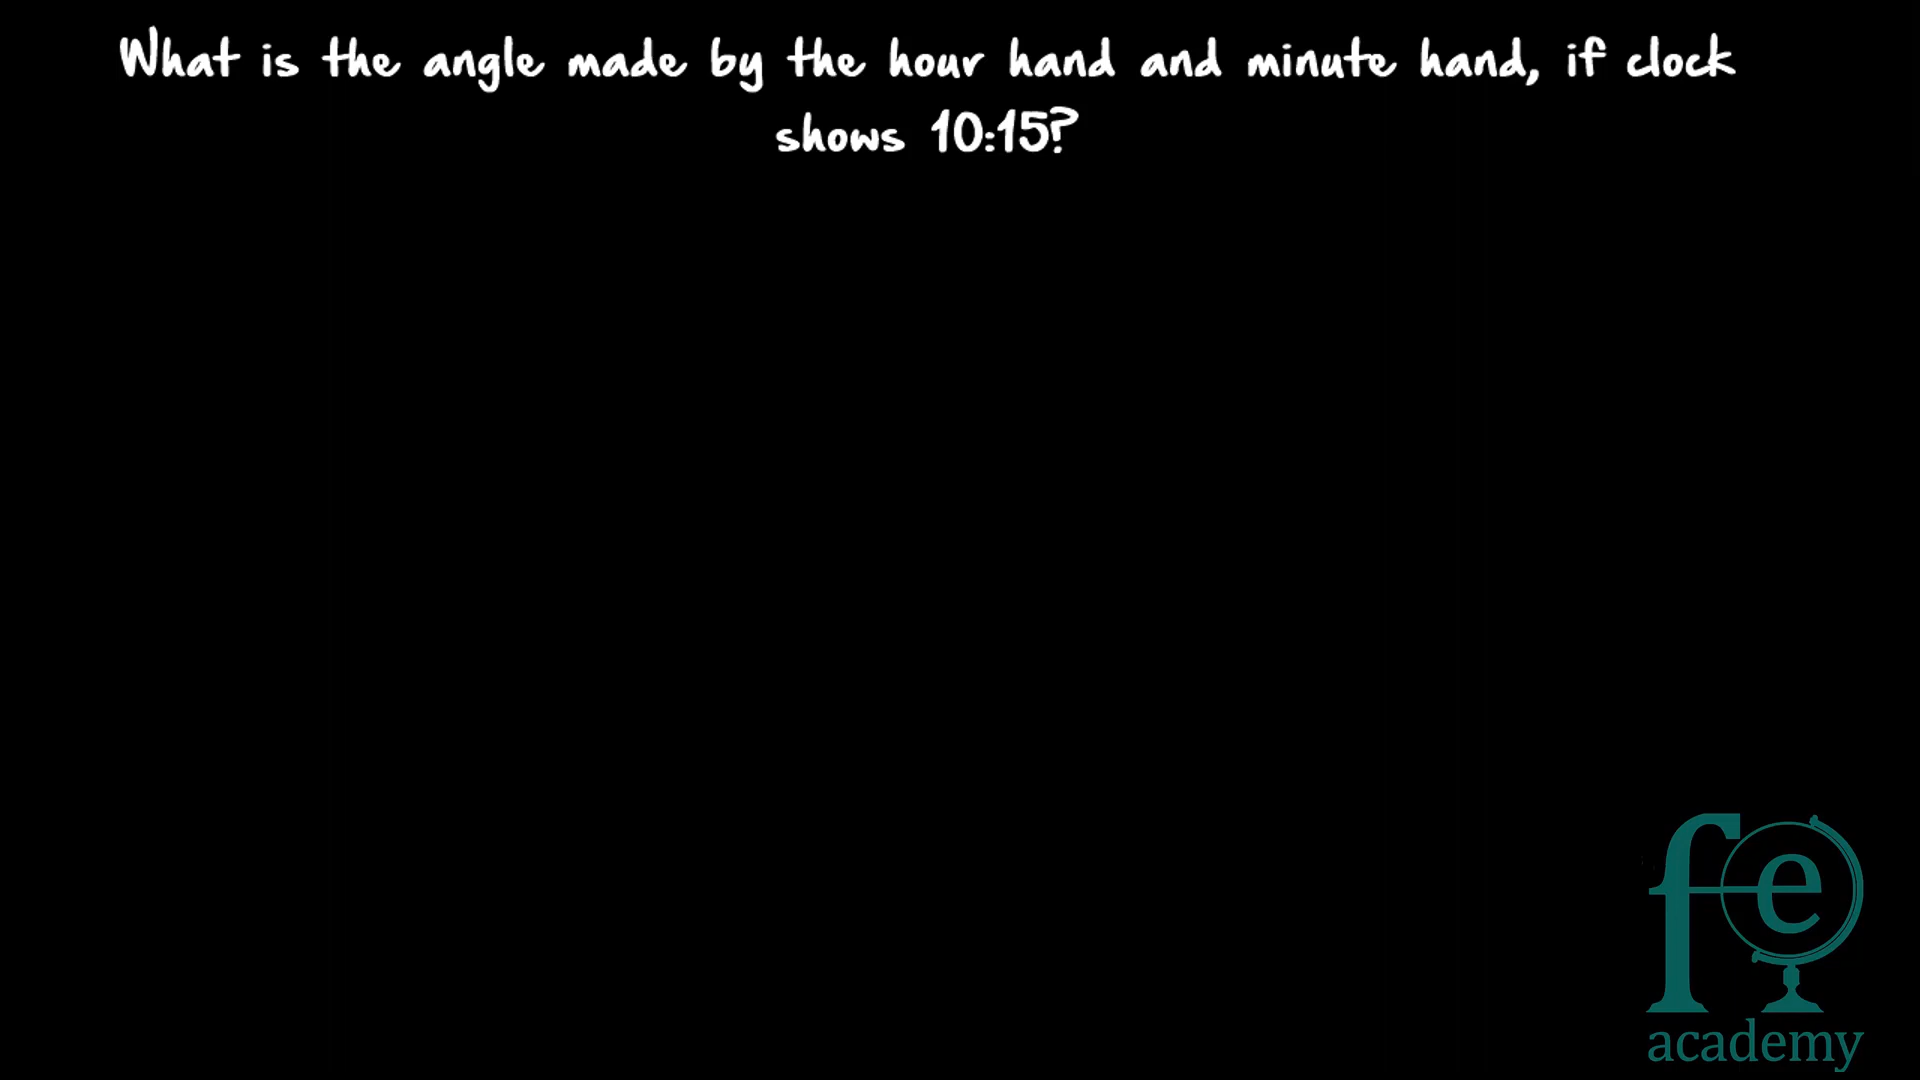 What is the angle made by the hour hand and minute hand, if clock
shows 10:15?
fe
academy